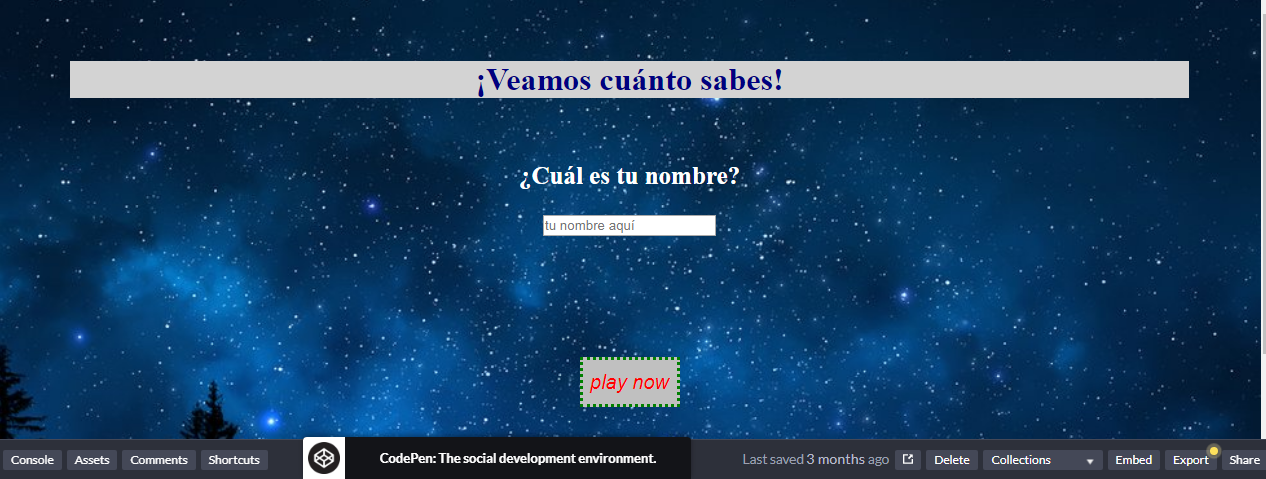 ¡Veamos cuánto sabes!
¿Cuál es tu nombre?
tu nombre aquí
play now
Console Assets Comments Shortcuts CodePen: The social development environment. Last saved 3 months ago Delete Collections Embed Export Share